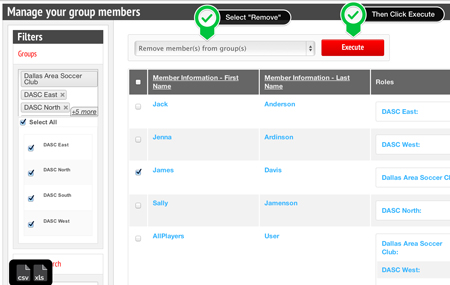 Manage your group members
Select "Remove"
Then Click Execute
Filters
Groups
Dallas Area Soccer
Club
DASC East ×
DASC North ×
+5 more
Select All
DASC East
DASC North
DASC South
DASC West
csv
xls
Remove member(s) from group(s)
Execute
Member Information - First
Name
Member Information - Last
Name
Roles
Jack
Anderson
DASC East:
Jenna
Ardinson
DASC West:
James
Davis
Dallas Area Soccer Cl
Sally
Jamenson
DASC North:
AllPlayers
User
Dallas Area Soccer
Club:
DASC West: